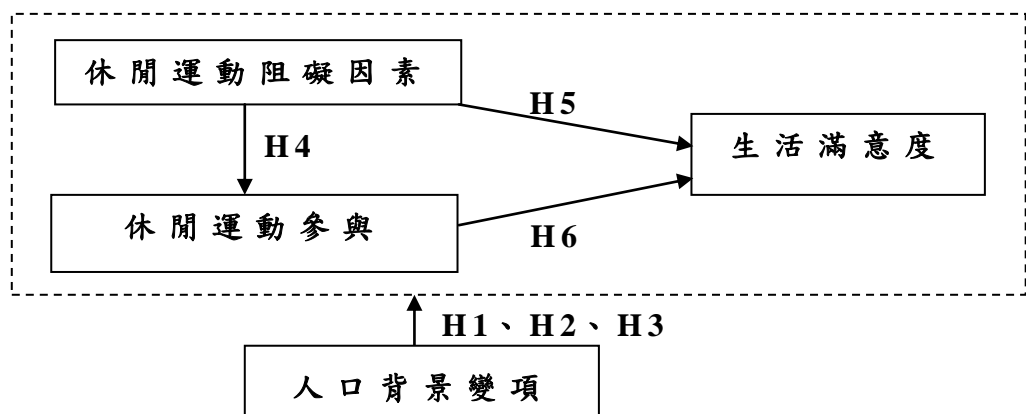 休閒運動阻礙因素
H5
生活滿意度
H4
休閒運動參與
H6
H1、H2、H3
人口背景變項